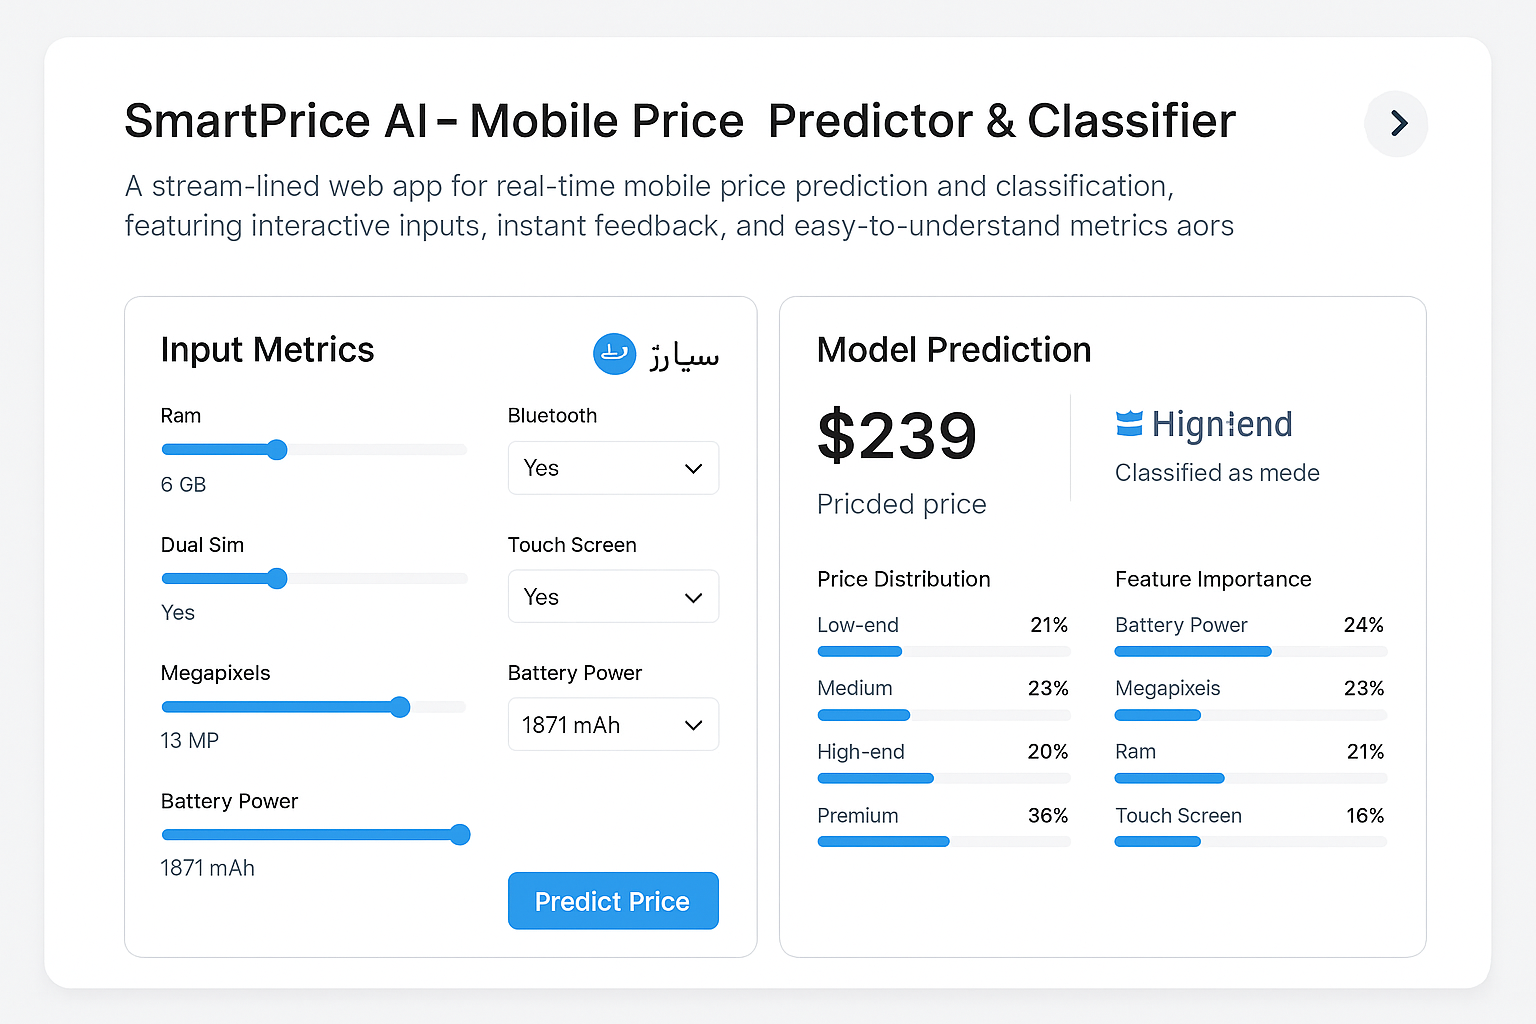 SmartPrice AI – Mobile Price Predictor & Classifier
A stream-lined web app for real-time mobile price prediction and classification,
featuring interactive inputs, instant feedback, and easy-to-understand metrics aors
Input Metrics
Ram
6 GB
Dual Sim
Yes
Megapixels
13 MP
Battery Power
1871 mAh
Bluetooth
Yes
Touch Screen
Yes
Battery Power
1871 mAh
Predict Price
Model Prediction
$239
Pricded price
Classified as mede
Price Distribution
Low-end 21%
Medium 23%
High-end 20%
Premium 36%
Feature Importance
Battery Power 24%
Megapixeis 23%
Ram 21%
Touch Screen 16%